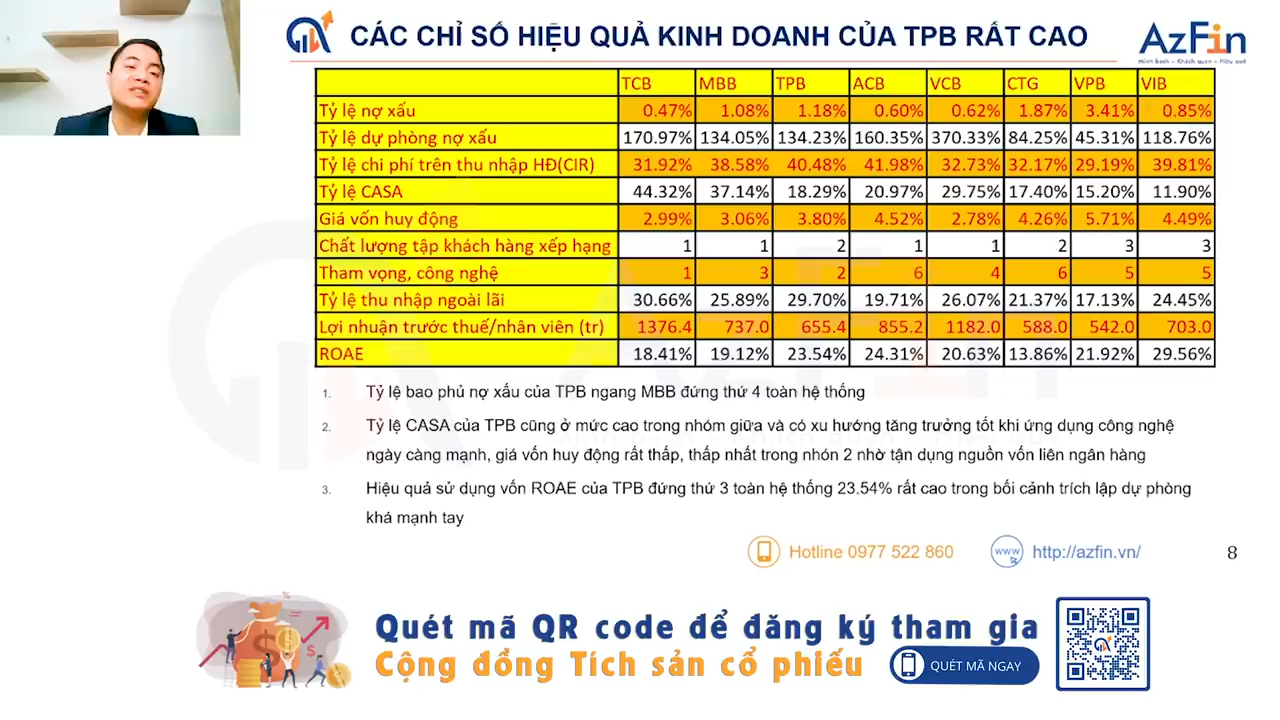 CÁC CHỈ SỐ HIỆU QUẢ KINH DOANH CỦA TPB RẤT CAO
AzFin
Minh bạch – Khách quan – Hiệu quả
TCB MBB TPB ACB VCB CTG VPB VIB
Tỷ lệ nợ xấu 0.47% 1.08% 1.18% 0.60% 0.62% 1.87% 3.41% 0.85%
Tỷ lệ dự phòng nợ xấu 170.97% 134.05% 134.23% 160.35% 370.33% 84.25% 45.31% 118.76%
Tỷ lệ chi phí trên thu nhập HĐ(CIR) 31.92% 38.58% 40.48% 41.98% 32.73% 32.17% 29.19% 39.81%
Tỷ lệ CASA 44.32% 37.14% 18.29% 20.97% 29.75% 17.40% 15.20% 11.90%
Giá vốn huy động 2.99% 3.06% 3.80% 4.52% 2.78% 4.26% 5.71% 4.49%
Chất lượng tập khách hàng xếp hạng 1 1 2 1 1 2 3 3
Tham vọng, công nghệ 1 3 2 6 4 6 5 5
Tỷ lệ thu nhập ngoài lãi 30.66% 25.89% 29.70% 19.71% 26.07% 21.37% 17.13% 24.45%
Lợi nhuận trước thuế/nhân viên (tr) 1376.4 737.0 655.4 855.2 1182.0 588.0 542.0 703.0
ROAE 18.41% 19.12% 23.54% 24.31% 20.63% 13.86% 21.92% 29.56%
1. Tỷ lệ bao phủ nợ xấu của TPB ngang MBB đứng thứ 4 toàn hệ thống
2. Tỷ lệ CASA của TPB cũng ở mức cao trong nhóm giữa và có xu hướng tăng trưởng tốt khi ứng dụng công nghệ
ngày càng mạnh, giá vốn huy động rất thấp, thấp nhất trong nhón 2 nhờ tận dụng nguồn vốn liên ngân hàng
3. Hiệu quả sử dụng vốn ROAE của TPB đứng thứ 3 toàn hệ thống 23.54% rất cao trong bối cảnh trích lập dự phòng
khá mạnh tay
Hotline 0977 522 860
www
http://azfin.vn/
8
Quét mã QR code để đăng ký tham gia
Cộng đồng Tích sản cổ phiếu
QUÉT MÃ NGAY